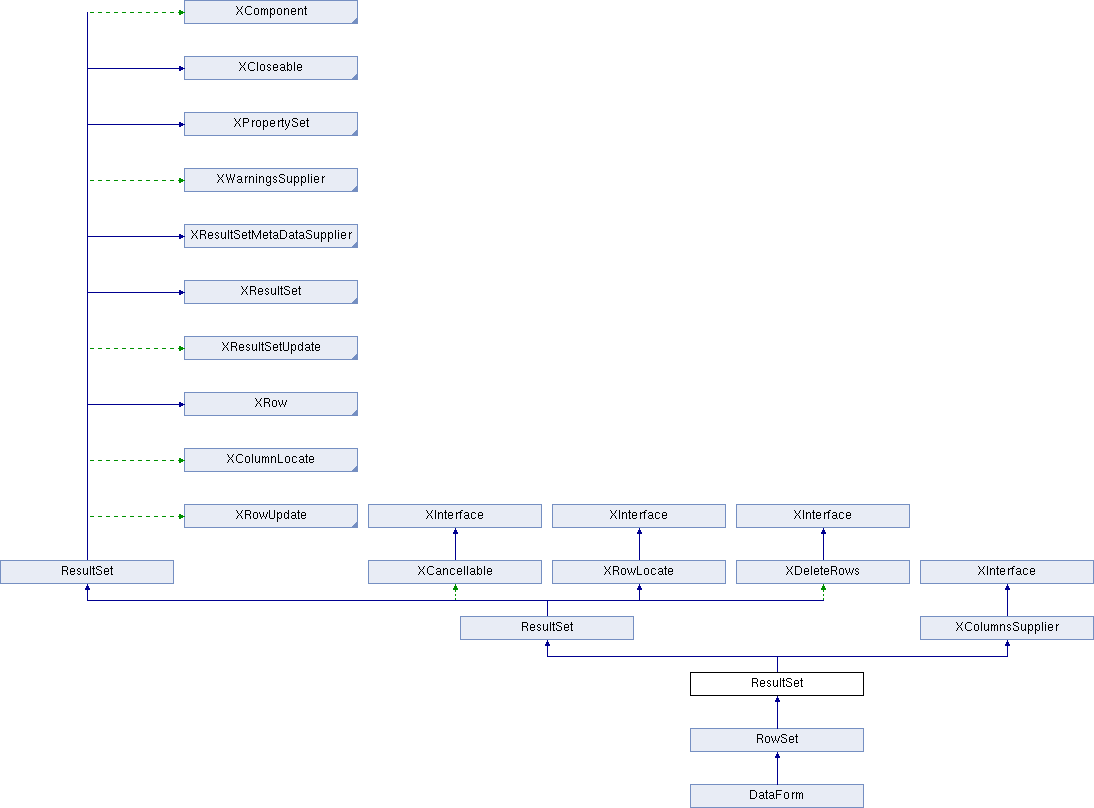 XComponent
XCloseable
XPropertySet
XWarningsSupplier
XResultSetMetaDataSupplier
XResultSet
XResultSetUpdate
XRow
XColumnLocate
XRowUpdate
XInterface
XInterface
XInterface
ResultSet
XCancellable
XRowLocate
XDeleteRows
XInterface
ResultSet
XColumnsSupplier
ResultSet
RowSet
DataForm